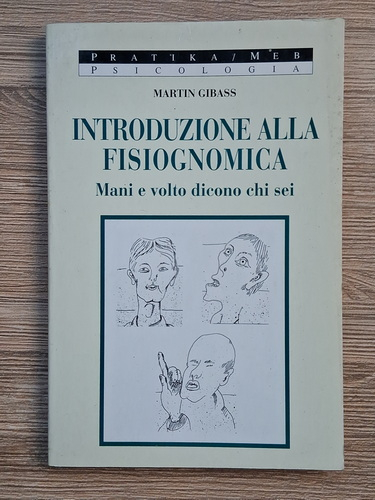 PRATIKA/MEB
PSICOLOGIA
MARTIN GIBASS
INTRODUZIONE ALLA
FISIOGNOMICA
Mani e volto dicono chi sei